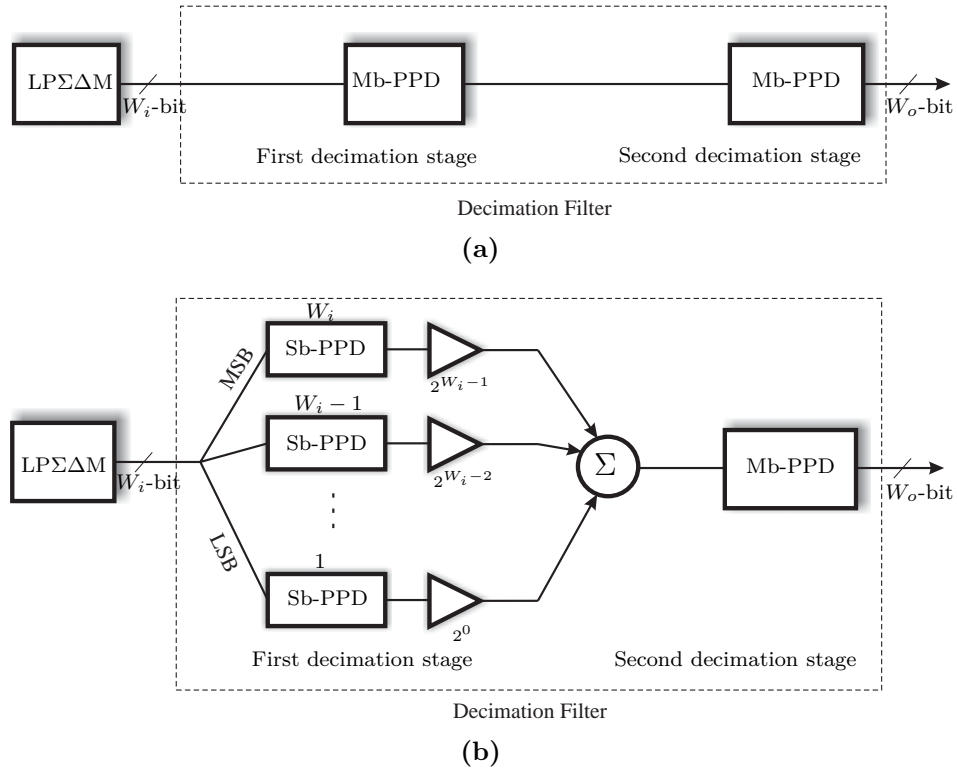 LPΣΔM
W_i-bit
Mb-PPD
Mb-PPD
W_o-bit
First decimation stage
Second decimation stage
Decimation Filter
(a)
W_i
MSB
Sb-PPD
2^{W_i-1}
W_i − 1
LPΣΔM
W_i-bit
Sb-PPD
2^{W_i-2}
Σ
Mb-PPD
W_o-bit
LSB
1
Sb-PPD
2^0
First decimation stage
Second decimation stage
Decimation Filter
(b)